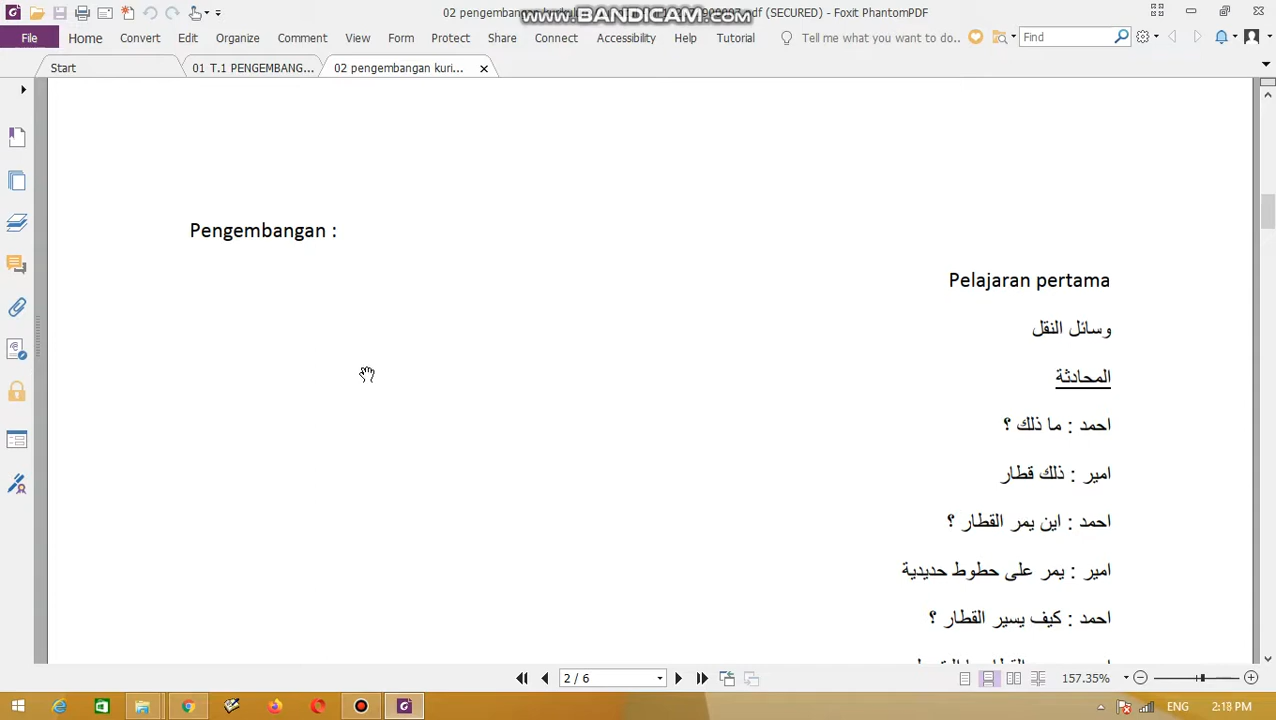 02 pengembangan
www.BANDICAM.com
.pdf (SECURED) - Foxit PhantomPDF
File Home Convert Edit Organize Comment View Form Protect Share Connect Accessibility Help Tutorial Tell me what you want to do.. Find
Start 01 T.1 PENGEMBANG... 02 pengembangan kuri...
Pengembangan :
Pelajaran pertama
وسائل النقل
المحادثة
احمد : ما ذلك ؟
امير : ذلك قطار
احمد : اين يمر القطار ؟
امير : يمر على حطوط حديدية
احمد : كيف يسير القطار ؟
2 / 6
157.35%
ENG 2:18 PM